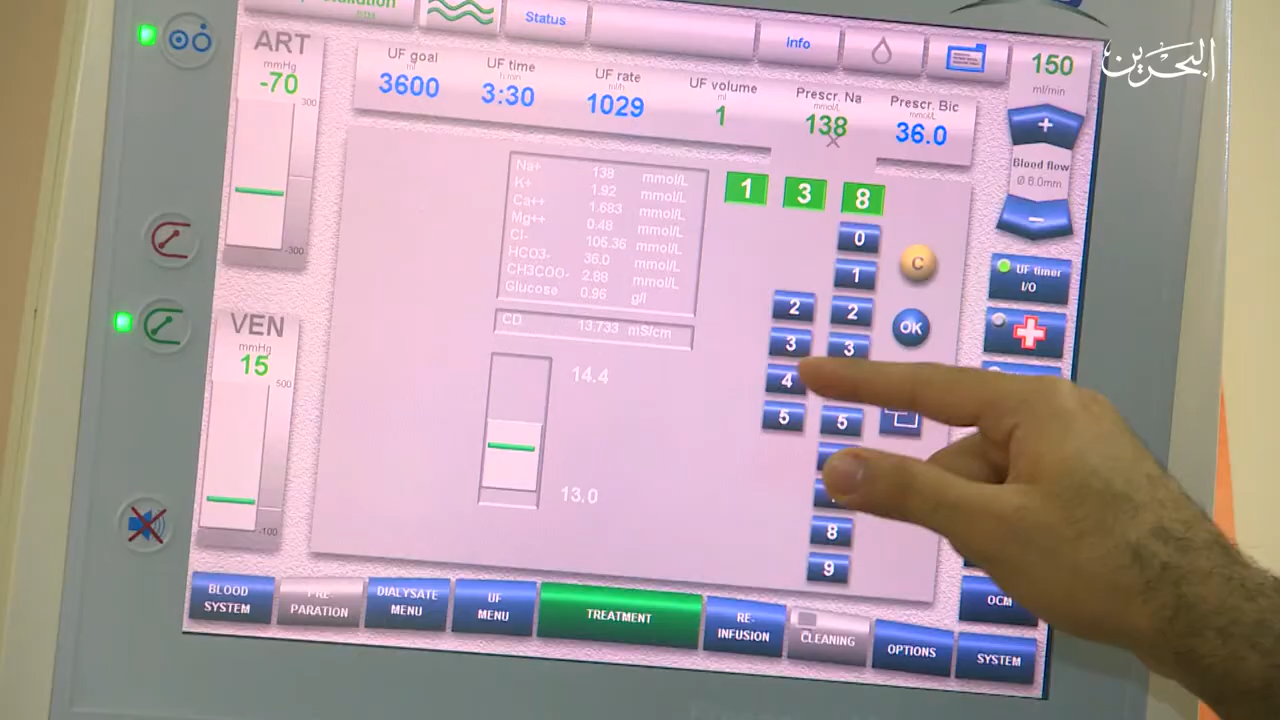 Status
Info
البحرين
ART
mmHg
-70
300
-300
UF goal
ml
3600
UF time
h:min
3:30
UF rate
ml/h
1029
UF volume
ml
1
Prescr. Na
mmol/L
138
Prescr. Bic
mmol/L
36.0
150
ml/min
+
Blood flow
Ø 8.0mm
-
Na+ 138 mmol/L
K+ 1.92 mmol/L
Ca++ 1.683 mmol/L
Mg++ 0.48 mmol/L
Cl- 105.36 mmol/L
HCO3- 36.0 mmol/L
CH3COO- 2.88 mmol/L
Glucose 0.96 g/l
CD 13.733 mS/cm
14.4
13.0
1 3 8
0
1
2 2
3 3
4
5 5
8
9
C
OK
UF timer
I/O
VEN
mmHg
15
500
-100
BLOOD
SYSTEM
PRE-
PARATION
DIALYSATE
MENU
UF
MENU
TREATMENT
RE-
INFUSION
CLEANING
OPTIONS
OCM
SYSTEM